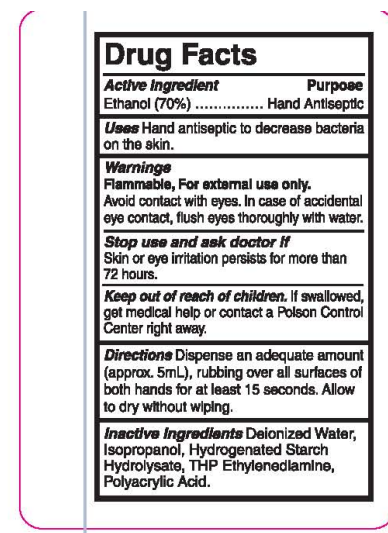 Drug Facts
Active Ingredient Purpose
Ethanol (70%) ............... Hand Antiseptic
Uses Hand antiseptic to decrease bacteria
on the skin.
Warnings
Flammable, For external use only.
Avoid contact with eyes. In case of accidental
eye contact, flush eyes thoroughly with water.
Stop use and ask doctor if
Skin or eye irritation persists for more than
72 hours.
Keep out of reach of children. If swallowed,
get medical help or contact a Poison Control
Center right away.
Directions Dispense an adequate amount
(approx. 5mL), rubbing over all surfaces of
both hands for at least 15 seconds. Allow
to dry without wiping.
Inactive Ingredients Deionized Water,
Isopropanol, Hydrogenated Starch
Hydrolysate, THP Ethylenediamine,
Polyacrylic Acid.